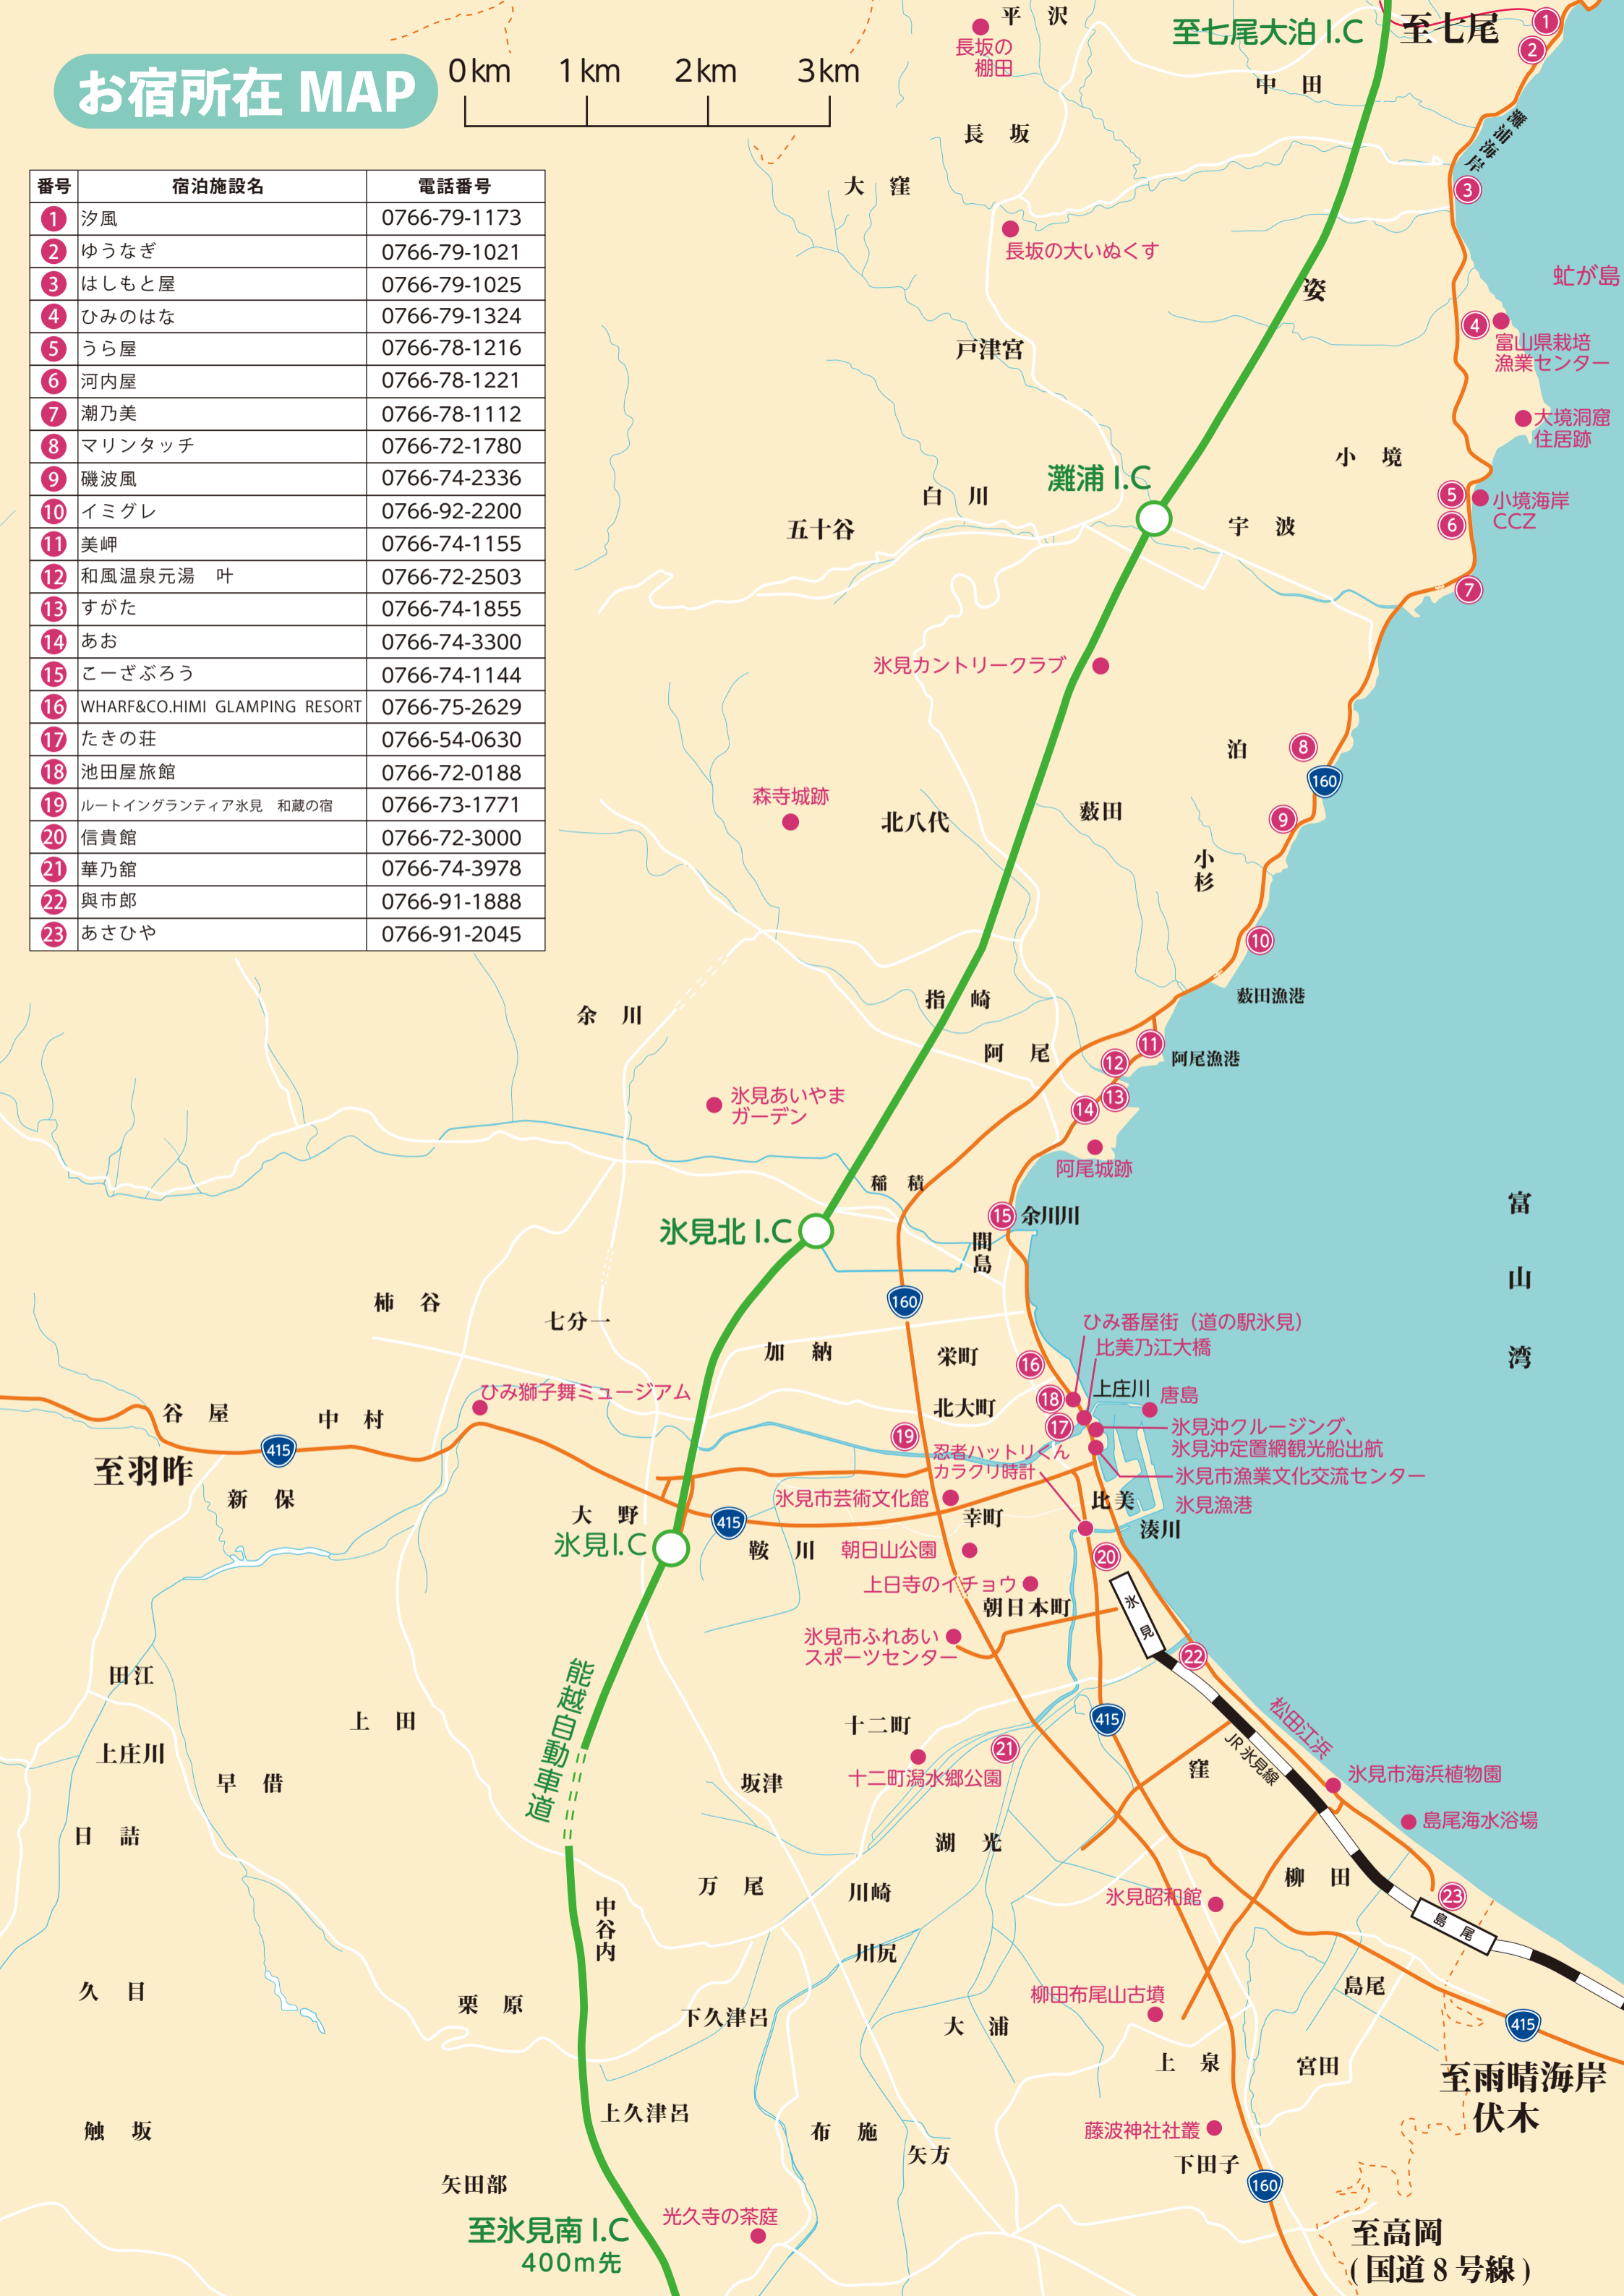 お宿所在 MAP
0km 1km 2km 3km
番号 宿泊施設名 電話番号
1 汐風 0766-79-1173
2 ゆうなぎ 0766-79-1021
3 はしもと屋 0766-79-1025
4 ひみのはな 0766-79-1324
5 うら屋 0766-78-1216
6 河内屋 0766-78-1221
7 潮乃美 0766-78-1112
8 マリンタッチ 0766-72-1780
9 磯波風 0766-74-2336
10 イミグレ 0766-92-2200
11 美岬 0766-74-1155
12 和風温泉元湯 叶 0766-72-2503
13 すがた 0766-74-1855
14 あお 0766-74-3300
15 こーざぶろう 0766-74-1144
16 WHARF&CO.HIMI GLAMPING RESORT 0766-75-2629
17 たきの荘 0766-54-0630
18 池田屋旅館 0766-72-0188
19 ルートイングランティア氷見 和蔵の宿 0766-73-1771
20 信貴館 0766-72-3000
21 華乃舘 0766-74-3978
22 與市郎 0766-91-1888
23 あさひや 0766-91-2045
平 沢
長坂の
棚田
至七尾大泊 I.C
至七尾
1
2
中 田
長 坂
灘浦海岸
大 窪
3
長坂の大いぬくす
虻が島
姿
4
富山県栽培
漁業センター
戸津宮
大境洞窟
住居跡
小 境
灘浦 I.C
白 川
五十谷
宇 波
5
小境海岸
CCZ
6
7
氷見カントリークラブ
泊
8
160
森寺城跡
北八代
薮田
9
小杉
10
薮田漁港
指 崎
余 川
阿 尾
11
阿尾漁港
12
13
14
氷見あいやま
ガーデン
阿尾城跡
稲 積
富山湾
15
余川川
氷見北 I.C
間島
160
柿 谷
七分一
加 納
栄町
ひみ番屋街（道の駅氷見）
比美乃江大橋
16
上庄川
唐島
18
17
北大町
ひみ獅子舞ミュージアム
谷 屋
中 村
415
至羽昨
新 保
19
忍者ハットリくん
カラクリ時計
氷見沖クルージング、
氷見沖定置網観光船出航
氷見市漁業文化交流センター
氷見漁港
氷見市芸術文化館
比美
湊川
幸町
大 野
415
氷見I.C
鞍 川
朝日山公園
20
上日寺のイチョウ
朝日本町
氷見
氷見市ふれあい
スポーツセンター
22
能越自動車道
田江
上 田
上庄川
早 借
日 詰
十二町
415
21
十二町潟水郷公園
坂津
松田江浜
JR氷見線
窪
氷見市海浜植物園
島尾海水浴場
湖 光
柳 田
万 尾
川崎
氷見昭和館
23
島尾
中谷内
川尻
久 目
栗 原
下久津呂
柳田布尾山古墳
島尾
大 浦
415
上 泉
宮田
至雨晴海岸
伏木
上久津呂
触 坂
布 施
矢方
藤波神社社叢
下田子
矢田部
160
至氷見南 I.C
400m先
光久寺の茶庭
至高岡
(国道8号線)